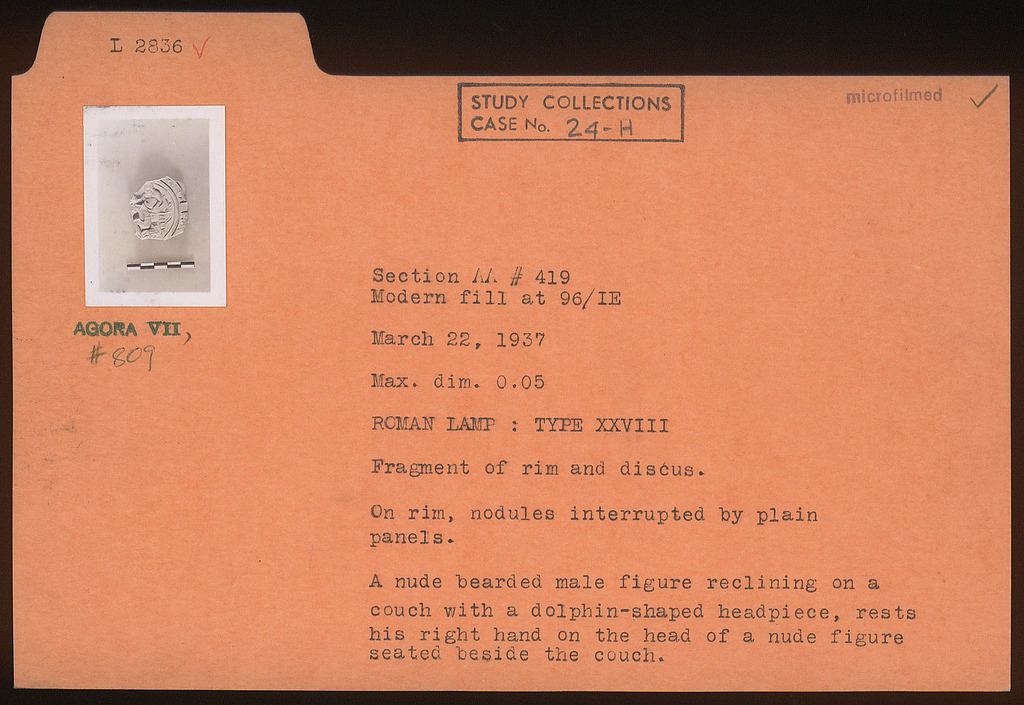 L 2836 ✓
STUDY COLLECTIONS
CASE No. 24-H
microfilmed ✓
AGORA VII,
# 809
Section ΛΛ # 419
Modern fill at 96/IE
March 22, 1937
Max. dim. 0.05
ROMAN LAMP : TYPE XXVIII
Fragment of rim and discus.
On rim, nodules interrupted by plain
panels.
A nude bearded male figure reclining on a
couch with a dolphin-shaped headpiece, rests
his right hand on the head of a nude figure
seated beside the couch.